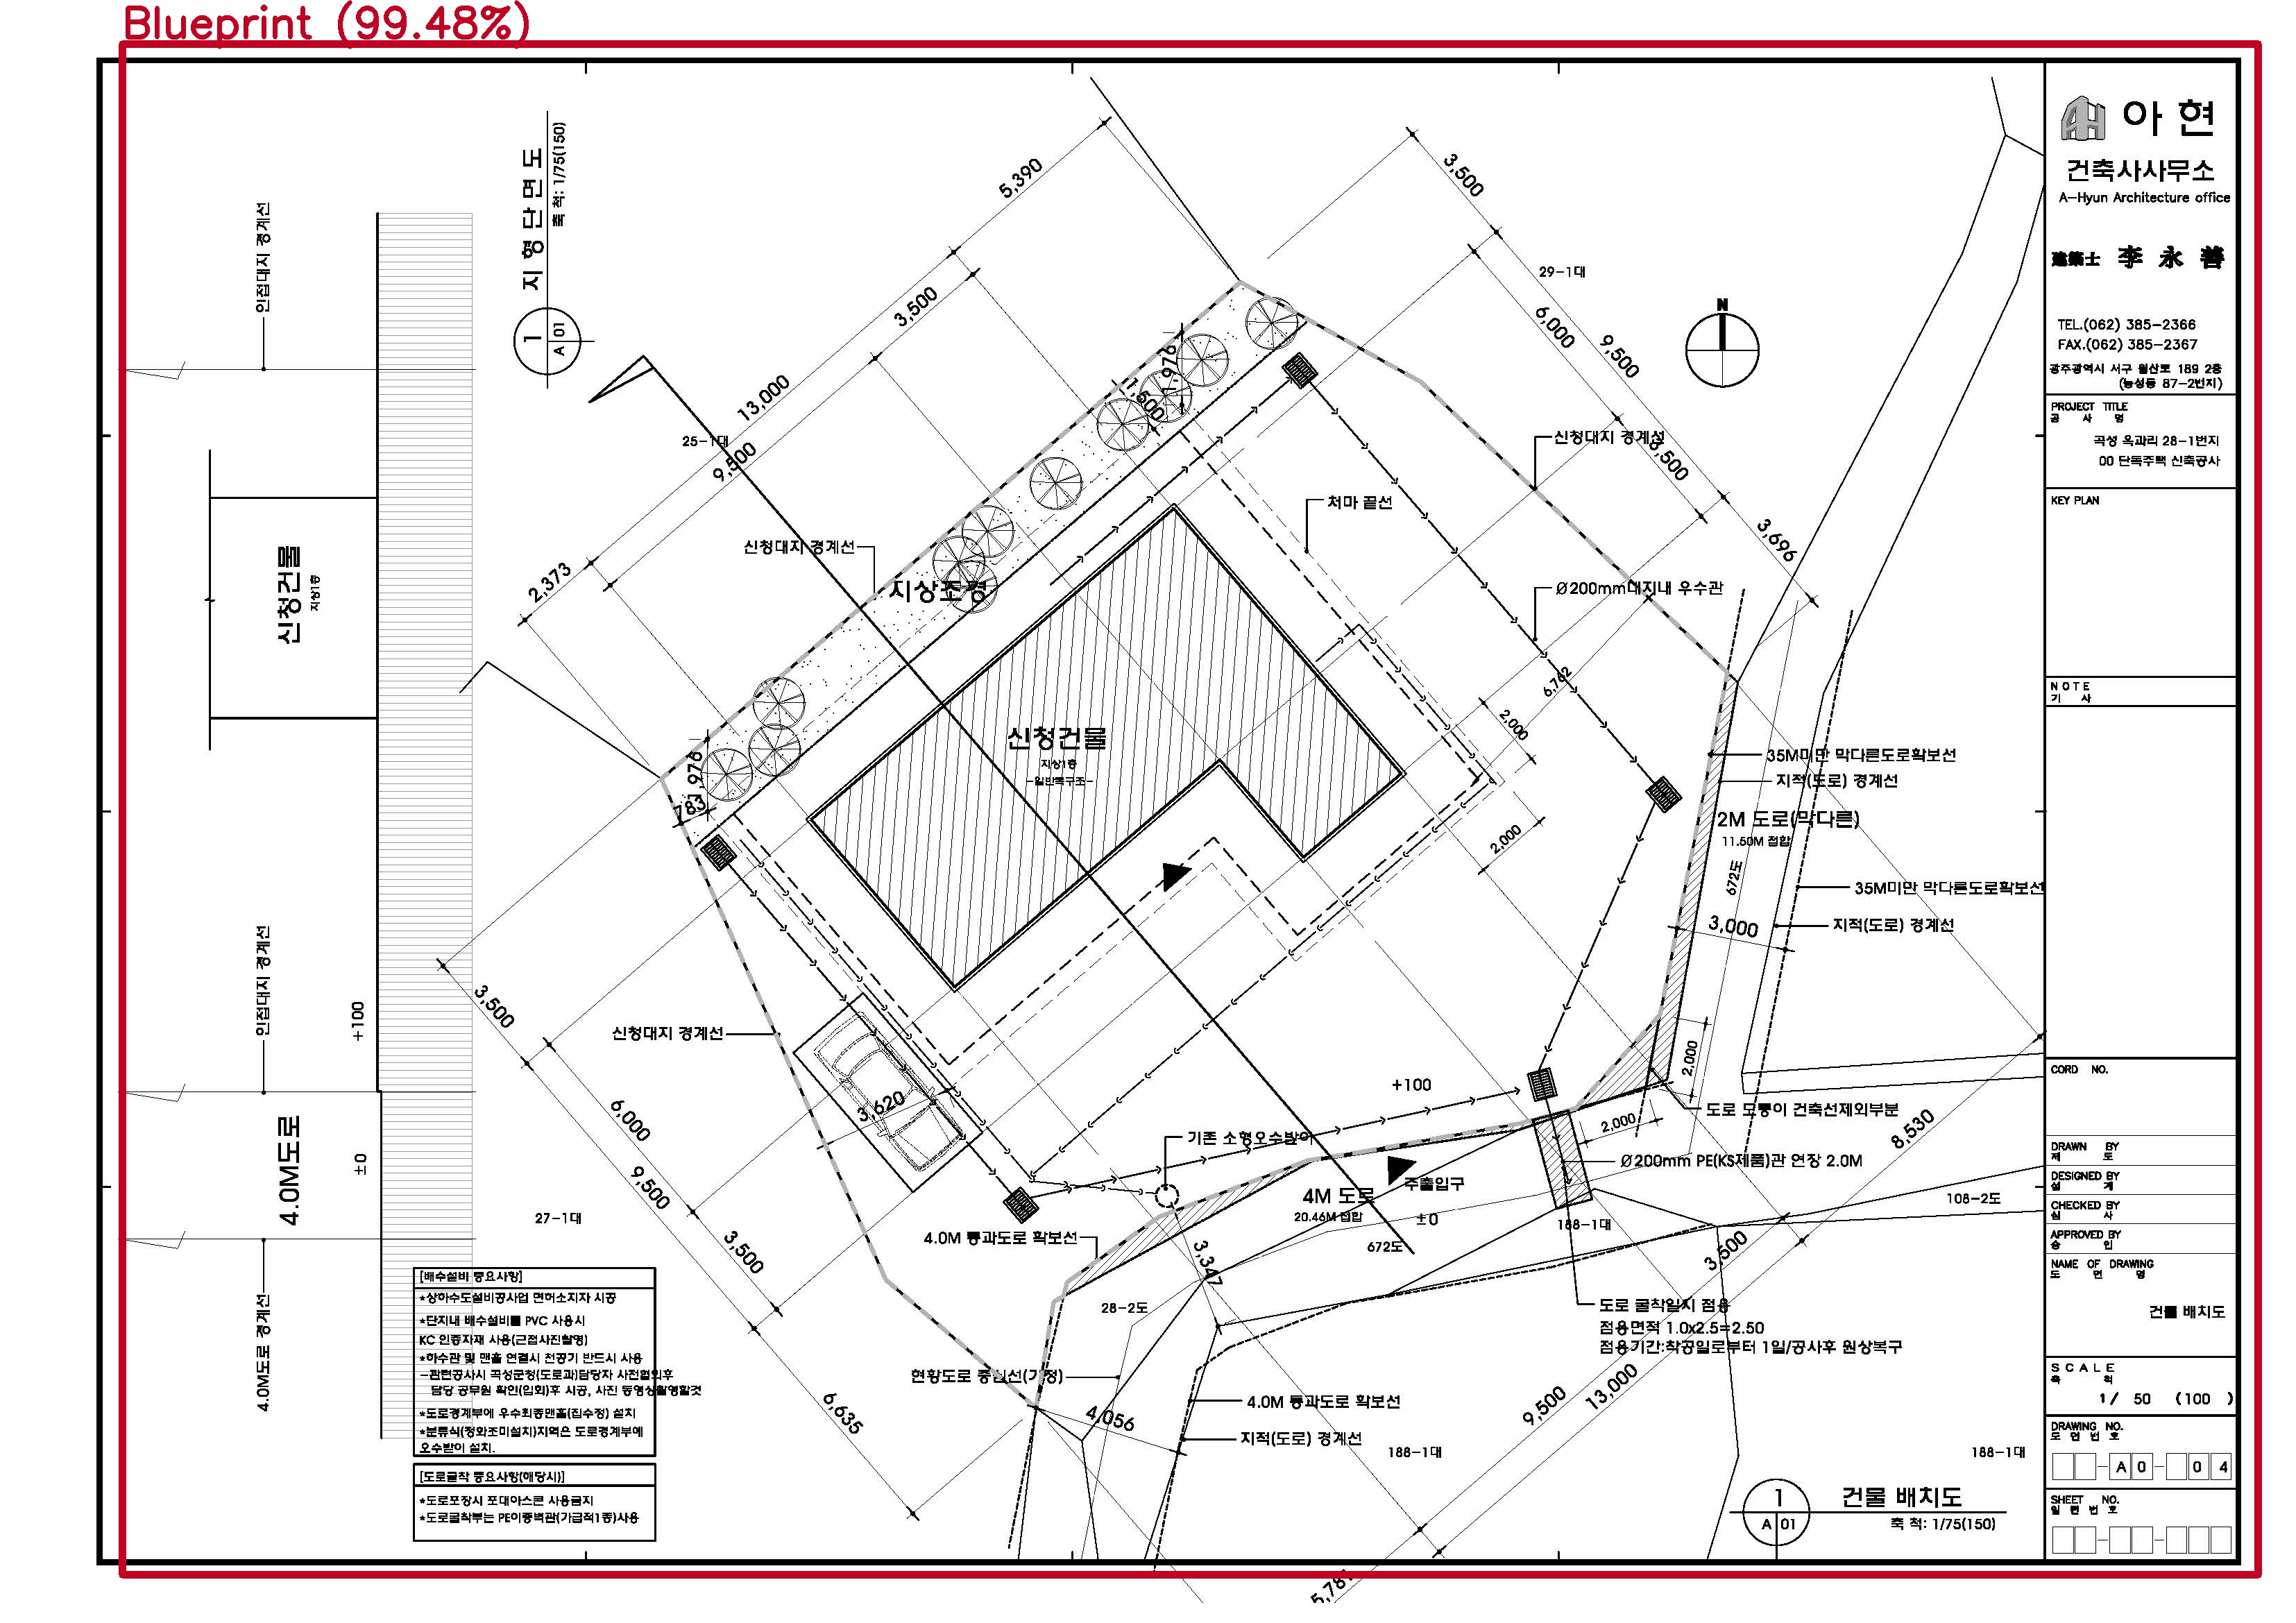 Blueprint (99.48%)
지 형 단 면 도
축 척: 1/75(150)
1
A 01
인접대지 경계선
신청건물
지상1층
인접대지 경계선
+100
4.0M도로
±0
4.0M도로 경계선
5,390
3,500
13,000
9,500
2,373
25-1대
신청대지 경계선
지상조경
1,976
1,500
3,500
29-1대
6,000
9,500
신청대지 경계선
3,500
3,696
N
처마 끝선
Ø200mm대지내 우수관
6,762
2,000
2,000
신청건물
지상1층
-일반목구조-
1,976
783
35M미만 막다른도로확보선
지적(도로) 경계선
2M 도로(막다른)
11.50M 접합
672도
35M미만 막다른도로확보선
지적(도로) 경계선
3,000
2,000
2,000
도로 모퉁이 건축선제외부분
8,530
3,500
신청대지 경계선
3,620
6,000
9,500
3,500
27-1대
+100
기존 소형오수받이
Ø200mm PE(KS제품)관 연장 2.0M
주출입구
4M 도로
20.46M 접합
±0
672도
188-1대
108-2도
4.0M 통과도로 확보선
3,347
28-2도
3,500
도로 굴착일시 점용
점용면적 1.0x2.5=2.50
점용기간:착공일로부터 1일/공사후 원상복구
현황도로 중심선(가정)
4.0M 통과도로 확보선
4,056
지적(도로) 경계선
6,635
9,500
13,000
188-1대
188-1대
5,787
[배수설비 중요사항]
*상하수도설비공사업 면허소지자 시공
*단지내 배수설비를 PVC 사용시
KC 인증자재 사용(근접사진촬영)
*하수관 및 맨홀 연결시 천공기 반드시 사용
-관련공사시 곡성군청(도로과)담당자 사전협의후
담당 공무원 확인(입회)후 시공, 사진 동영상촬영할것
*도로경계부에 우수최종맨홀(집수정) 설치
*분류식(정화조미설치)지역은 도로경계부에
오수받이 설치.
[도로굴착 중요사항(해당시)]
*도로포장시 포대아스콘 사용금지
*도로굴착부는 PE이중벽관(가급적1종)사용
1
A 01
건물 배치도
축 척: 1/75(150)
아 현
건축사사무소
A-Hyun Architecture office
建築士 李 永 善
TEL.(062) 385-2366
FAX.(062) 385-2367
광주광역시 서구 월산로 189 2층
(농성동 87-2번지)
PROJECT TITLE
공 사 명
곡성 옥과리 28-1번지
00 단독주택 신축공사
KEY PLAN
NOTE
기 사
CORD NO.
DRAWN BY
제 도
DESIGNED BY
설 계
CHECKED BY
심 사
APPROVED BY
승 인
NAME OF DRAWING
도 면 명
건물 배치도
SCALE
축 척
1/ 50 (100 )
DRAWING NO.
도 면 번 호
- A 0 - 0 4
SHEET NO.
일 련 번 호